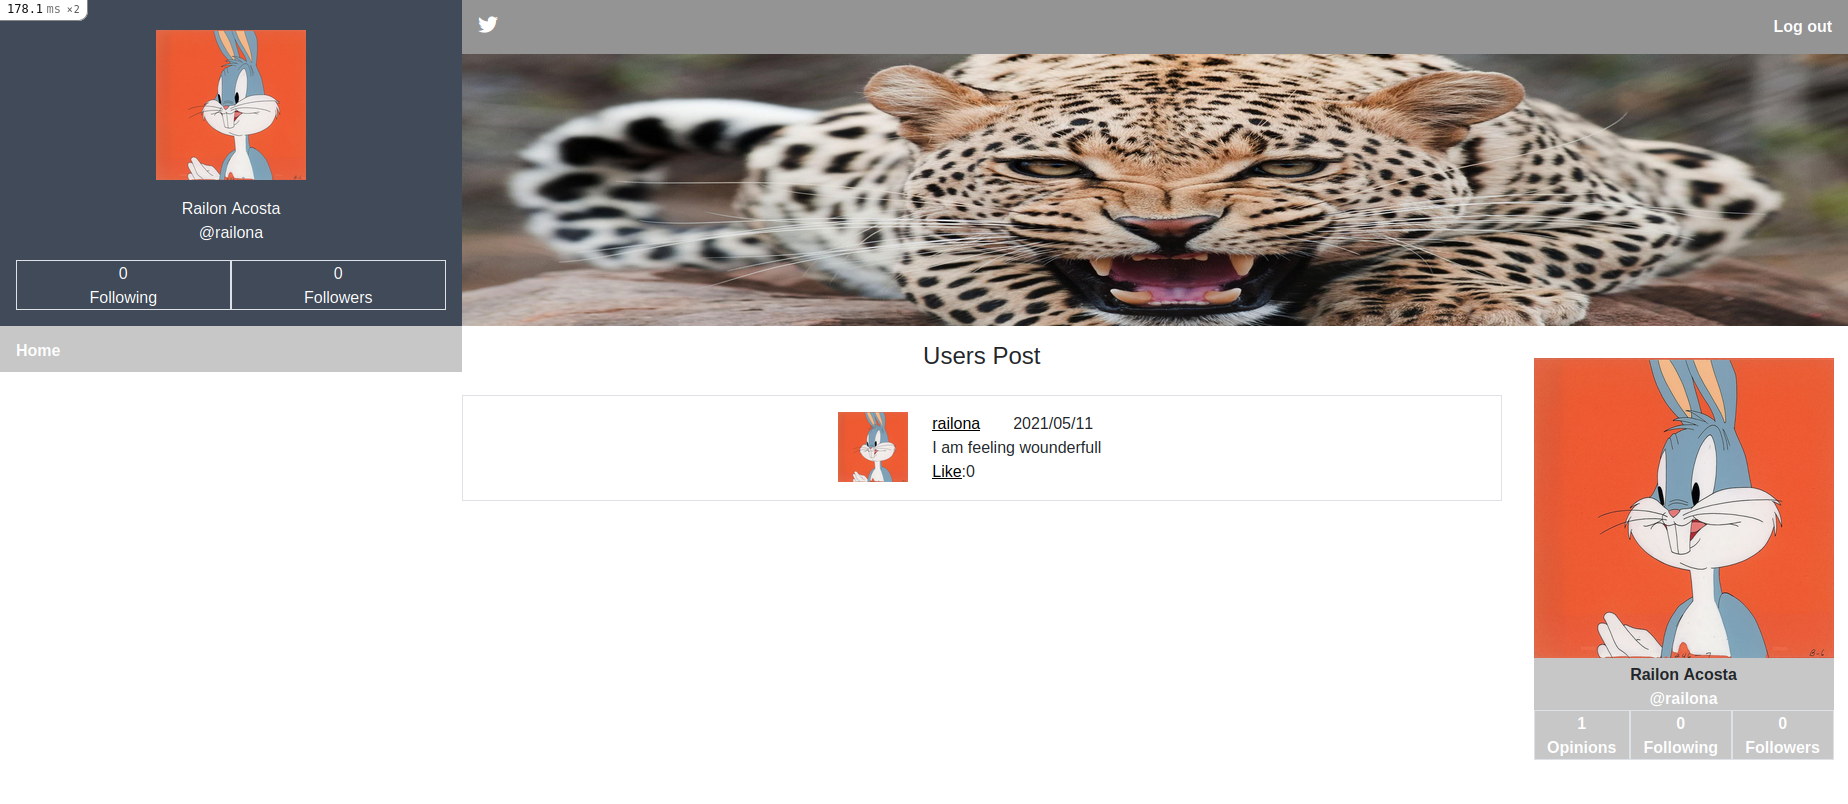 178.1 ms ×2
Log out
Railon Acosta
@railona
0
Following
0
Followers
Home
Users Post
railona 2021/05/11
I am feeling wounderfull
Like:0
Railon Acosta
@railona
1
Opinions
0
Following
0
Followers